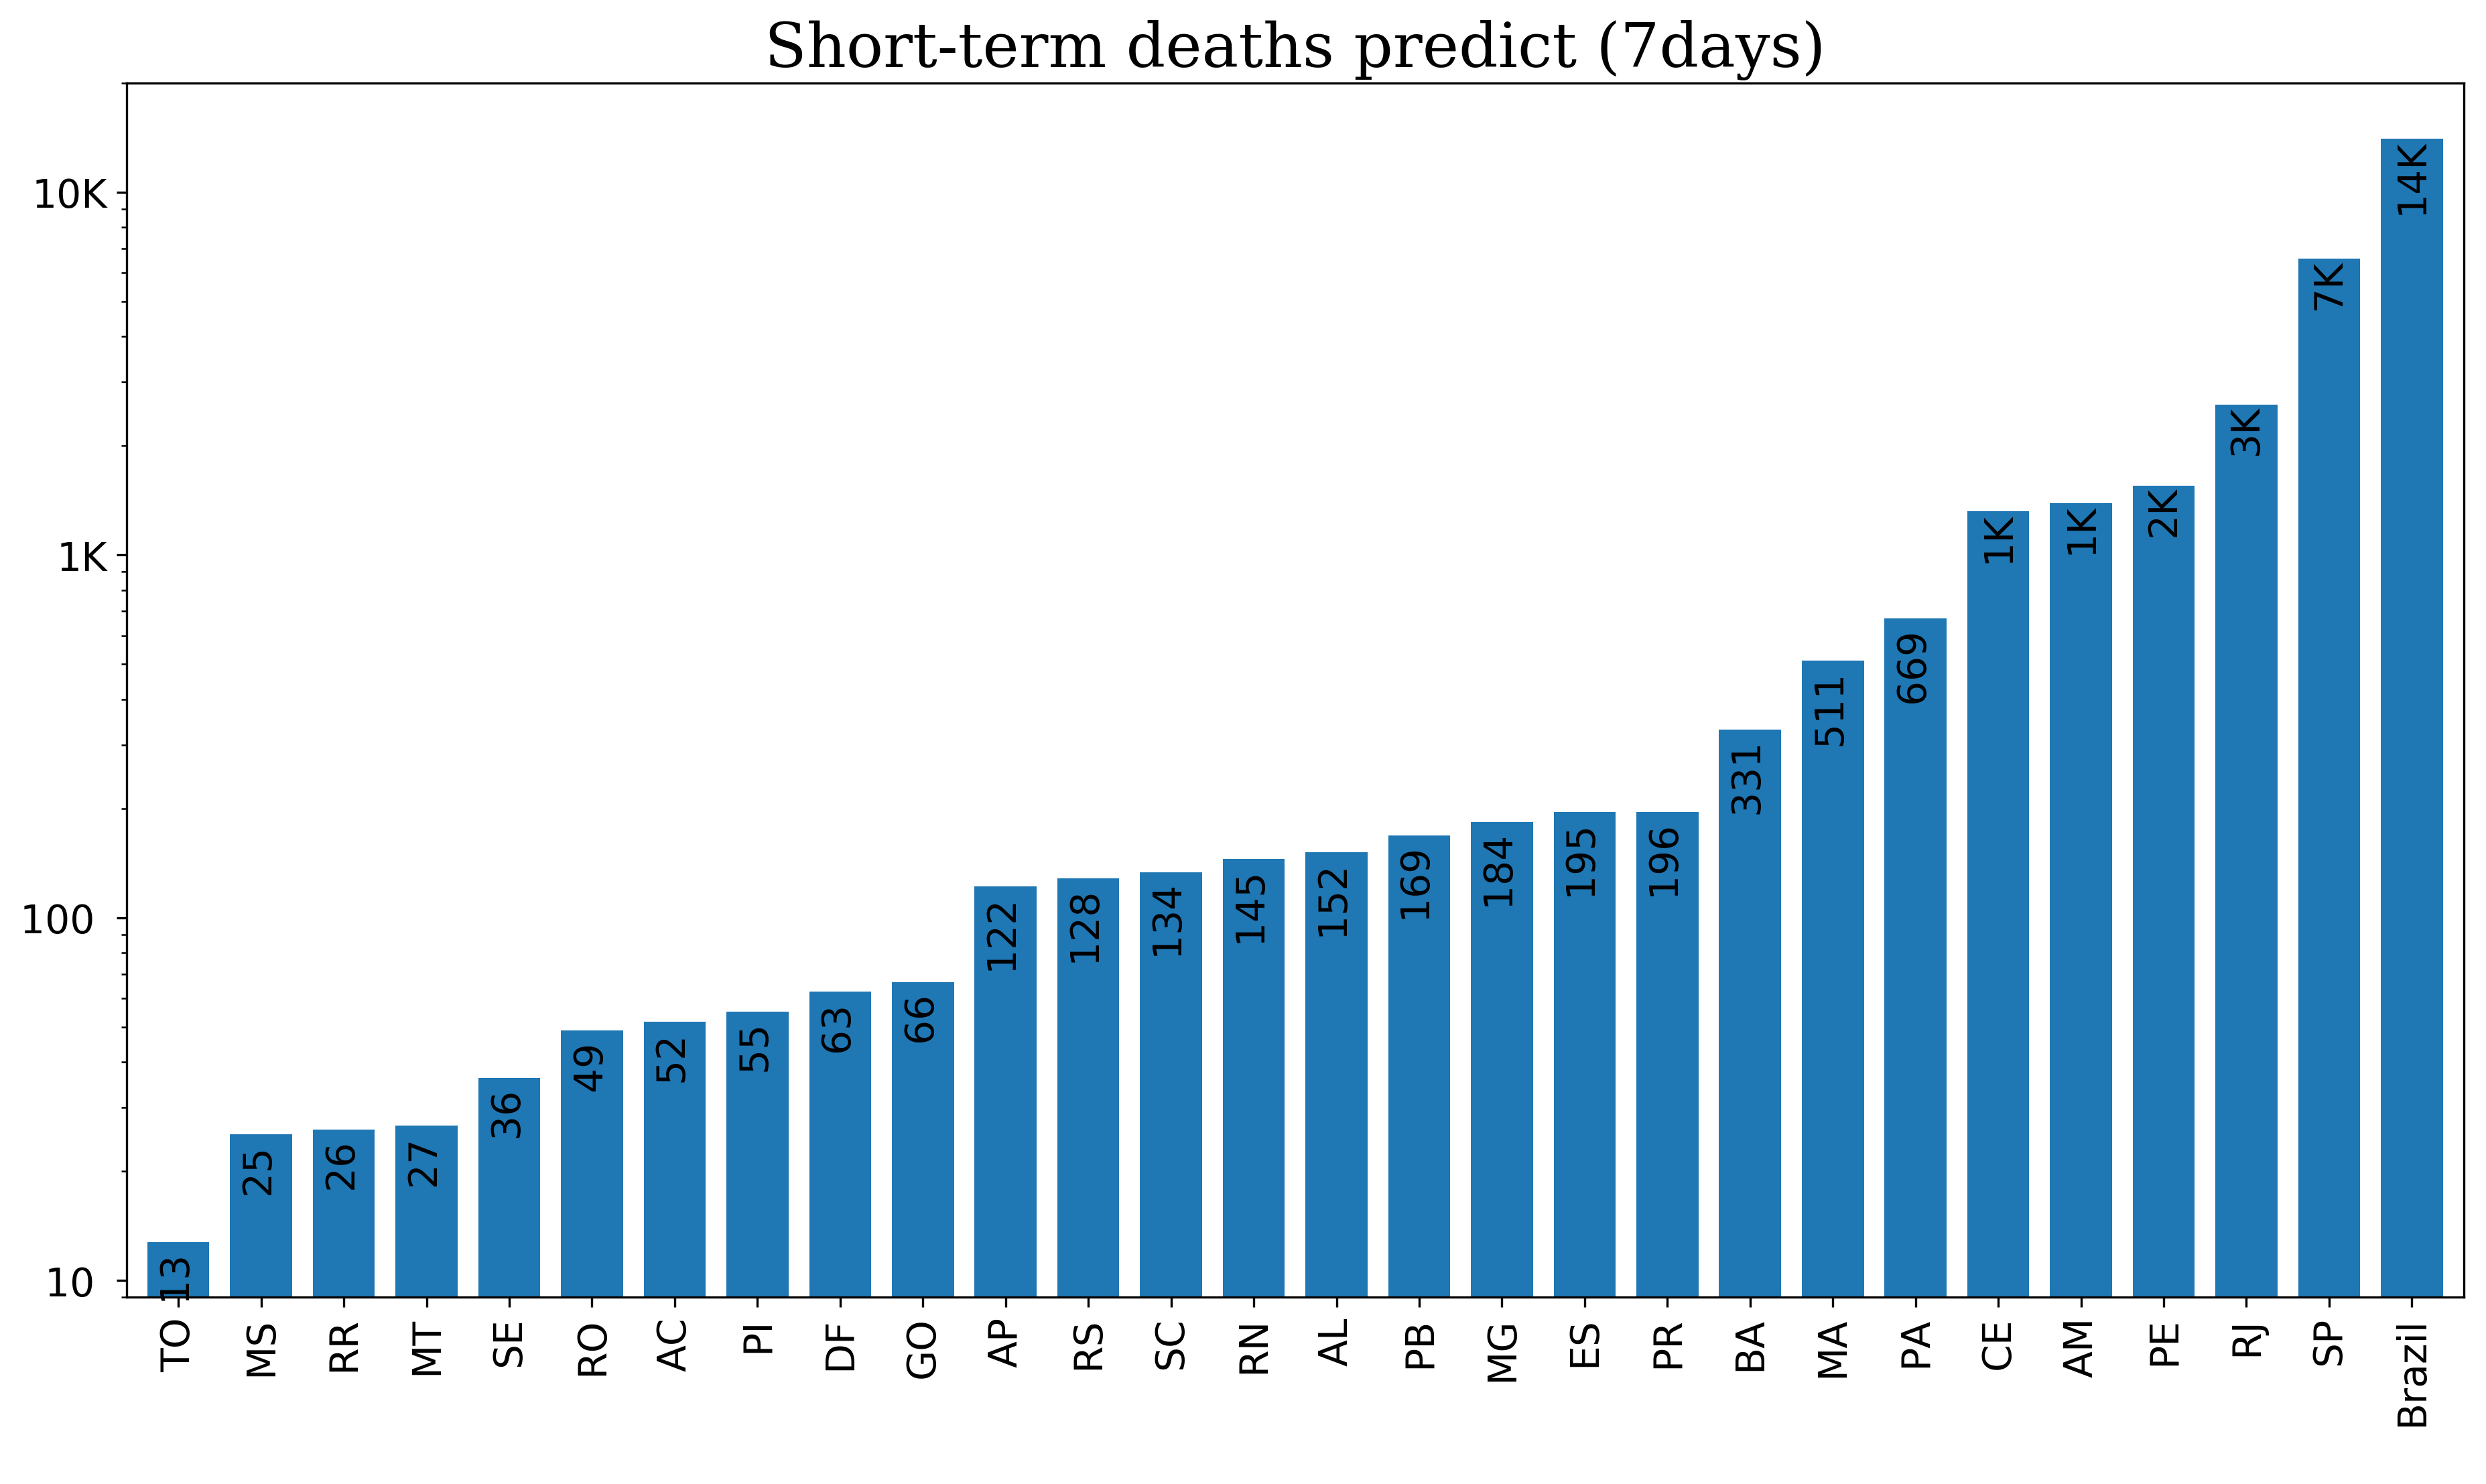 Short-term deaths predict (7days)
10K
1K
100
10
13
25
26
27
36
49
52
55
63
66
122
128
134
145
152
169
184
195
196
331
511
669
1K
1K
2K
3K
7K
14K
TO
MS
RR
MT
SE
RO
AC
PI
DF
GO
AP
RS
SC
RN
AL
PB
MG
ES
PR
BA
MA
PA
CE
AM
PE
RJ
SP
Brazil